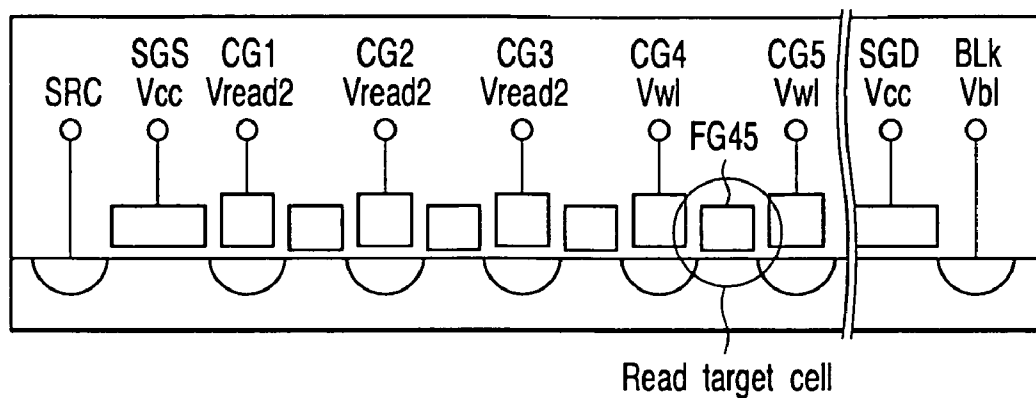 SRC
SGS
Vcc
CG1
Vread2
CG2
Vread2
CG3
Vread2
CG4
Vwl
FG45
CG5
Vwl
SGD
Vcc
BLk
Vbl
Read target cell